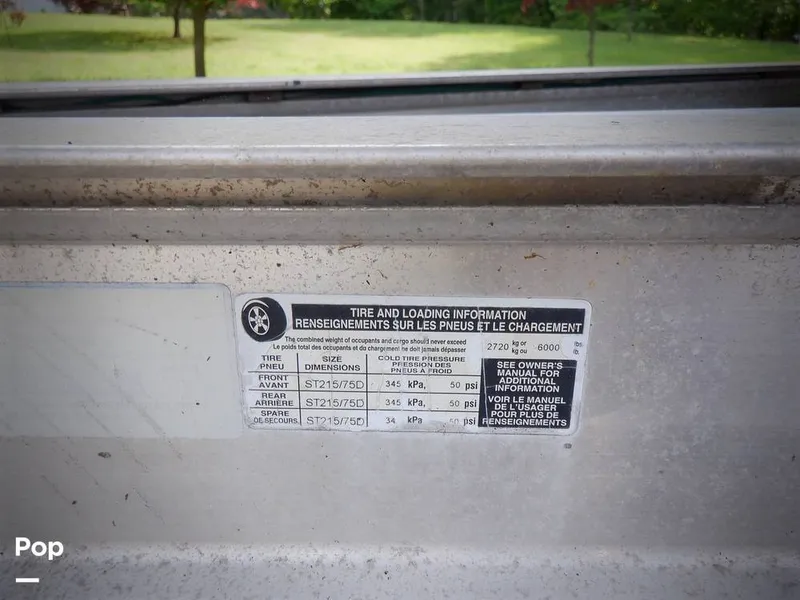 TIRE AND LOADING INFORMATION
RENSEIGNEMENTS SUR LES PNEUS ET LE CHARGEMENT
The combined weight of occupants and cargo should never exceed
Le poids total des occupants et du chargement ne doit jamais dépasser
2720 kg or 6000 lbs
kg ou lb.
TIRE SIZE COLD TIRE PRESSURE
PNEU DIMENSIONS PRESSION DES
PNEUS A FROID
FRONT
AVANT ST215/75D 345 kPa, 50 psi
REAR
ARRIÈRE ST215/75D 345 kPa, 50 psi
SPARE
DE SECOURS ST215/75D 34 kPa, 50 psi
SEE OWNER'S
MANUAL FOR
ADDITIONAL
INFORMATION
VOIR LE MANUEL
DE L'USAGER
POUR PLUS DE
RENSEIGNEMENTS
Pop